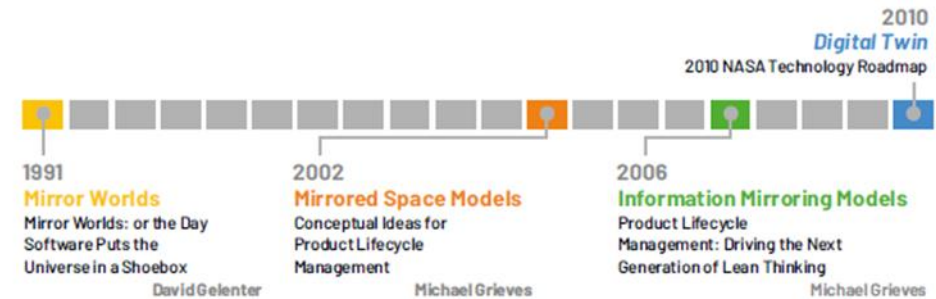 2010
Digital Twin
2010 NASA Technology Roadmap
1991
Mirror Worlds
Mirror Worlds: or the Day
Software Puts the
Universe in a Shoebox
David Gelenter
2002
Mirrored Space Models
Conceptual Ideas for
Product Lifecycle
Management
Michael Grieves
2006
Information Mirroring Models
Product Lifecycle
Management: Driving the Next
Generation of Lean Thinking
Michael Grieves